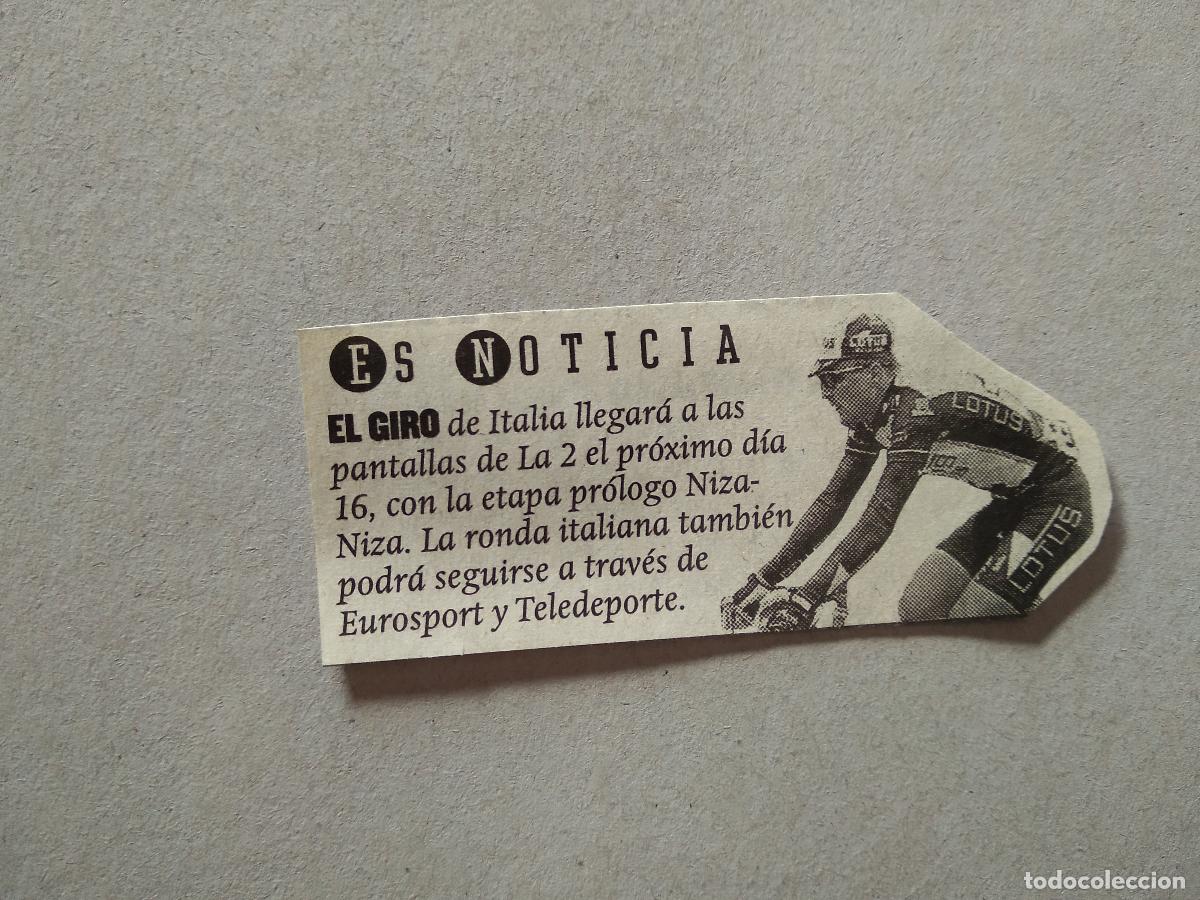 Es Noticia
EL GIRO de Italia llegará a las
pantallas de La 2 el próximo día
16, con la etapa prólogo Niza-
Niza. La ronda italiana también
podrá seguirse a través de
Eurosport y Teledeporte.
LOTUS
LOTUS
LOTUS
todocoleccion